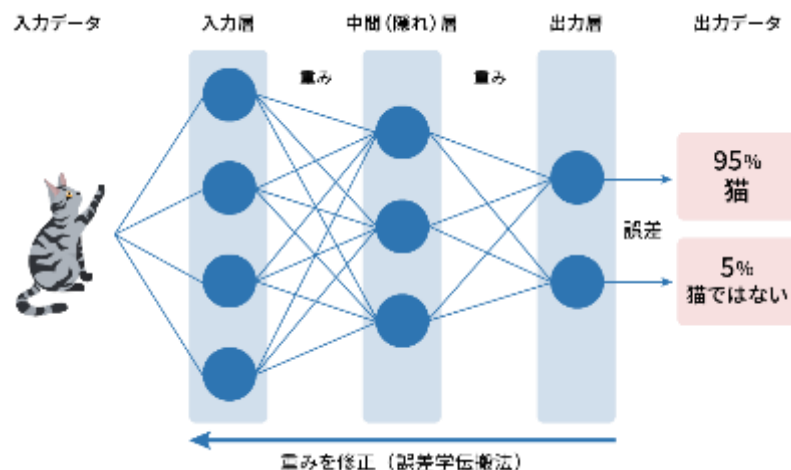 入力データ
入力層
中間(隠れ)層
出力層
出力データ
重み
重み
95%
猫
誤差
5%
猫ではない
重みを修正(誤差学伝搬法)